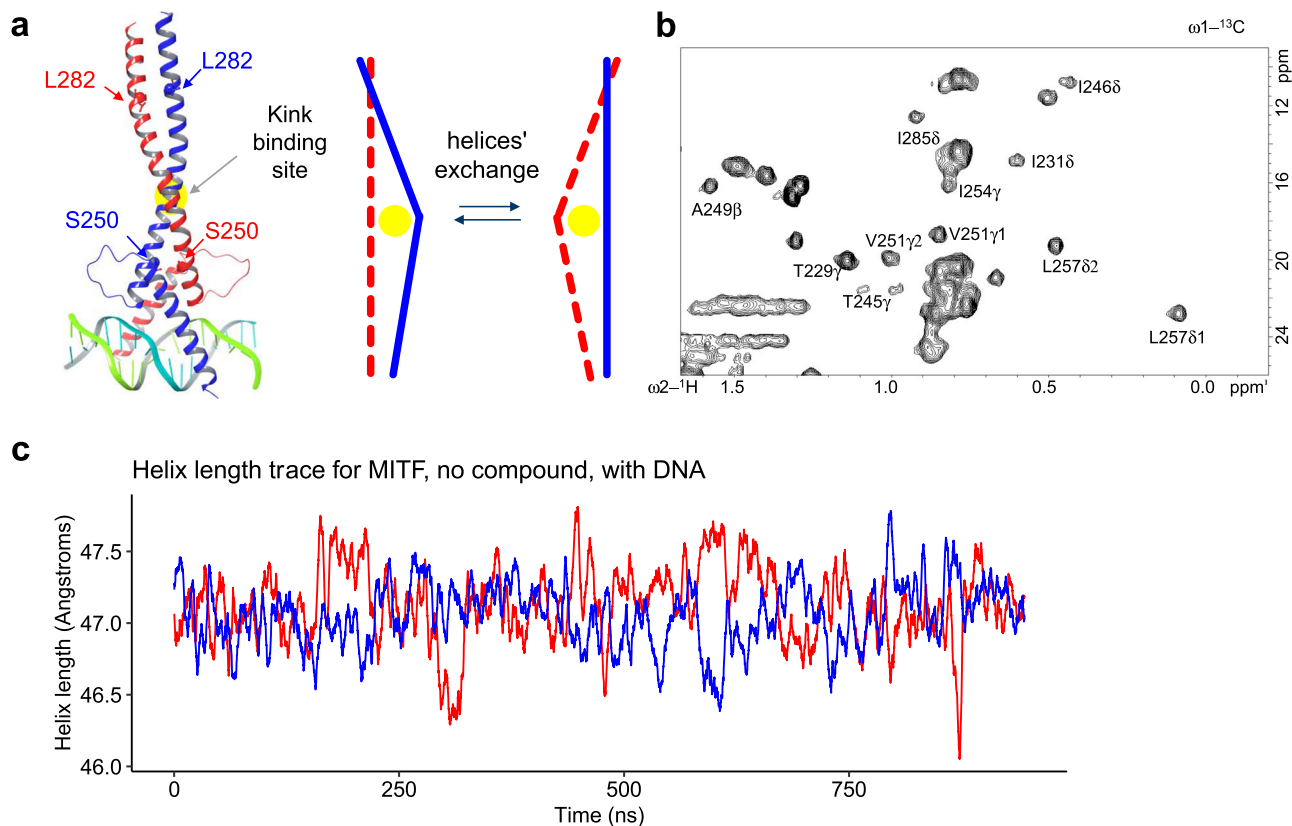 a
L282
L282
Kink
binding
site
S250
S250
helices'
exchange
b
ω1–¹³C
ppm
12
16
20
24
I246δ
I285δ
I231δ
I254γ
A249β
V251γ2
V251γ1
T229γ
L257δ2
T245γ
L257δ1
ω2–¹H
1.5
1.0
0.5
0.0
ppm
c
Helix length trace for MITF, no compound, with DNA
Helix length (Angstroms)
47.5
47.0
46.5
46.0
0
250
500
750
Time (ns)